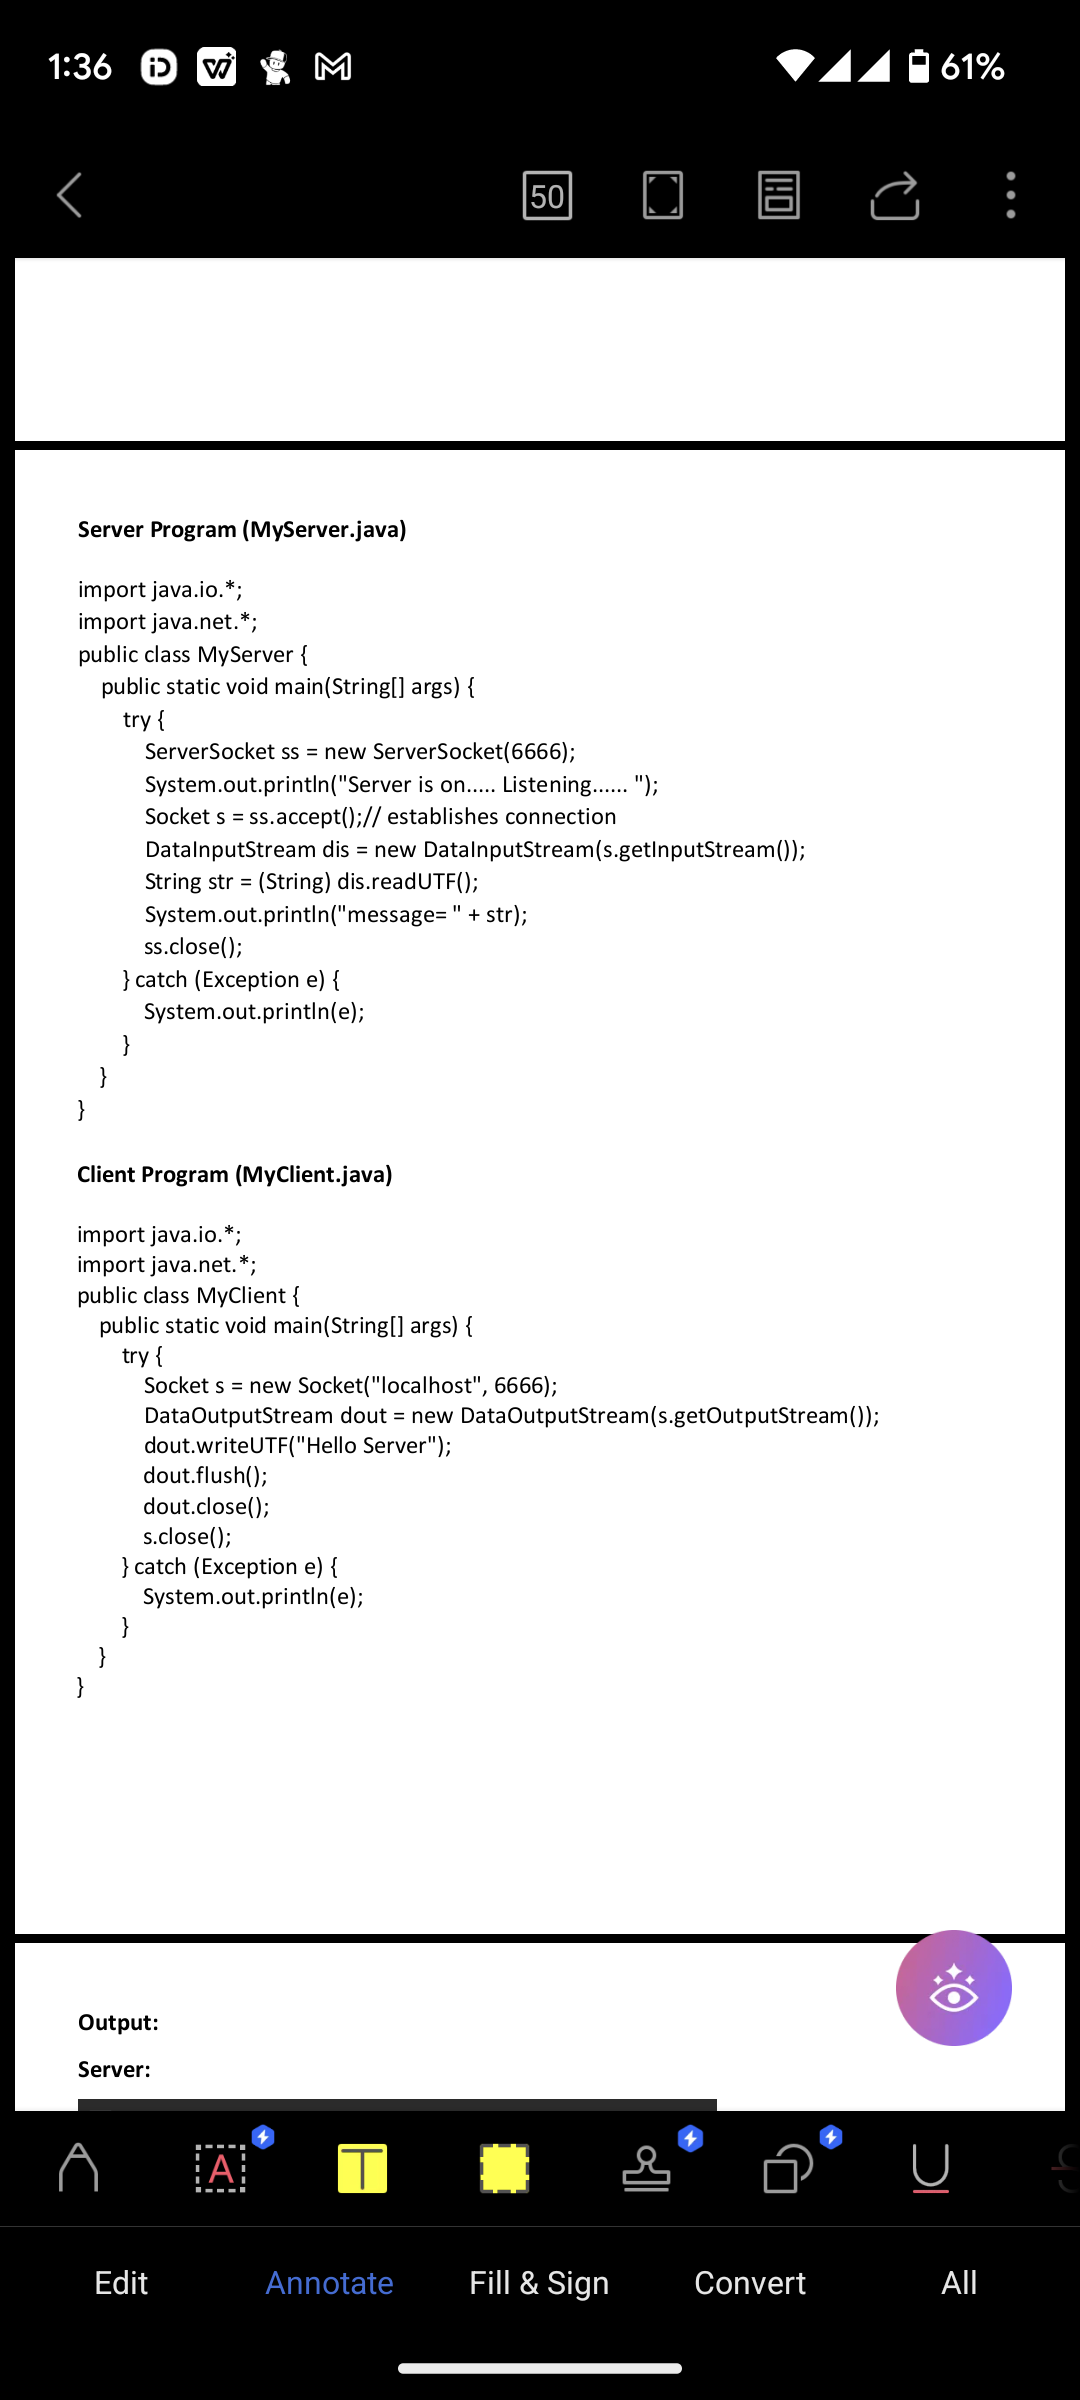 1:36
61%
50
Server Program (MyServer.java)
import java.io.*;
import java.net.*;
public class MyServer {
public static void main(String[] args) {
try {
ServerSocket ss = new ServerSocket(6666);
System.out.println("Server is on..... Listening...... ");
Socket s = ss.accept();// establishes connection
DataInputStream dis = new DataInputStream(s.getInputStream());
String str = (String) dis.readUTF();
System.out.println("message= " + str);
ss.close();
} catch (Exception e) {
System.out.println(e);
}
}
}
Client Program (MyClient.java)
import java.io.*;
import java.net.*;
public class MyClient {
public static void main(String[] args) {
try {
Socket s = new Socket("localhost", 6666);
DataOutputStream dout = new DataOutputStream(s.getOutputStream());
dout.writeUTF("Hello Server");
dout.flush();
dout.close();
s.close();
} catch (Exception e) {
System.out.println(e);
}
}
}
Output:
Server:
Edit Annotate Fill & Sign Convert All